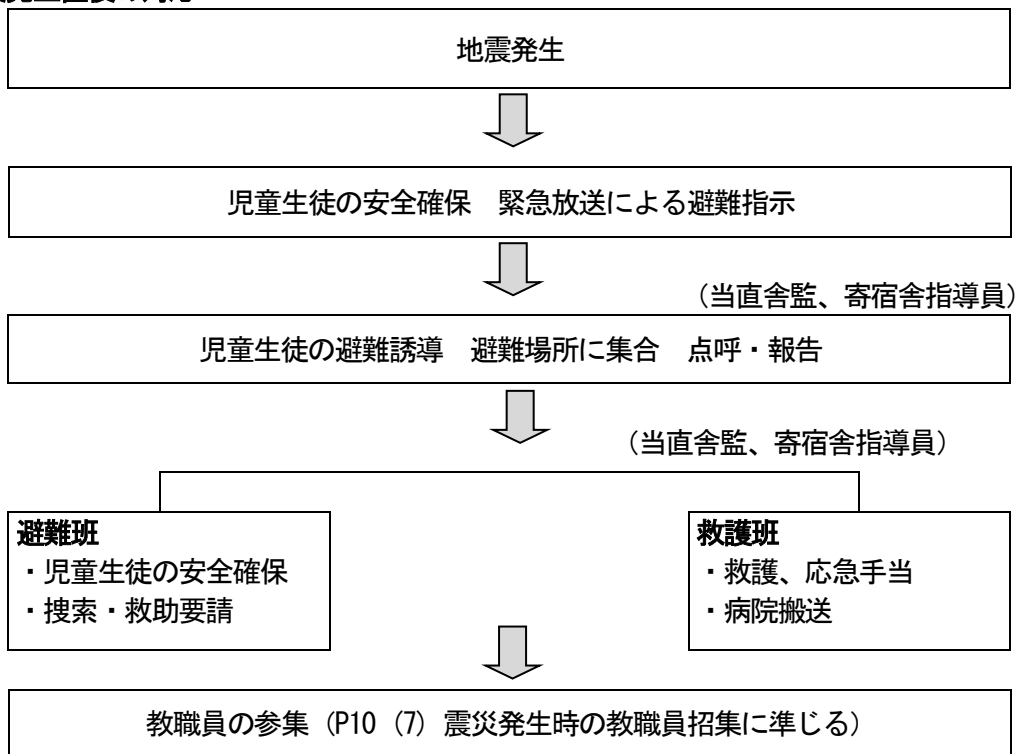 地震発生
児童生徒の安全確保　緊急放送による避難指示
（当直舎監、寄宿舎指導員）
児童生徒の避難誘導　避難場所に集合　点呼・報告
（当直舎監、寄宿舎指導員）
避難班
・児童生徒の安全確保
・捜索・救助要請
救護班
・救護、応急手当
・病院搬送
教職員の参集（P10（7）震災発生時の教職員招集に準じる）